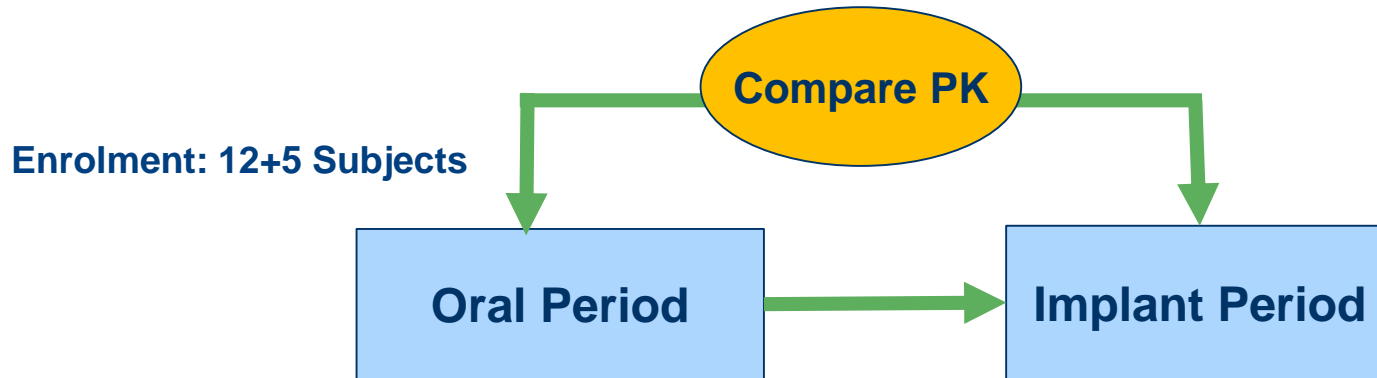 Compare PK
Enrolment: 12+5 Subjects
Oral Period
Implant Period